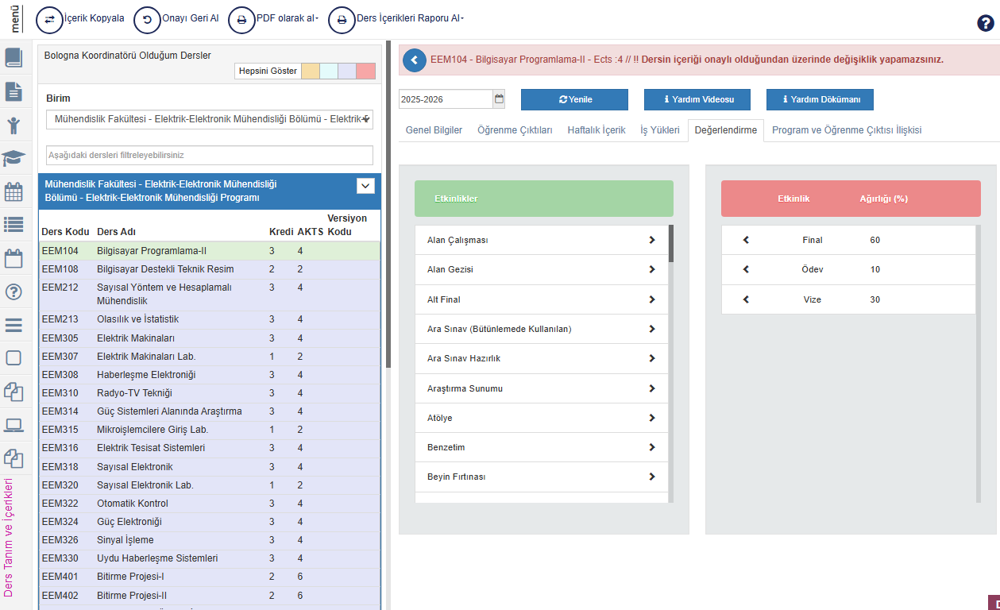 menü
İçerik Kopyala
Onayı Geri Al
PDF olarak al
Ders İçerikleri Raporu Al
Bologna Koordinatörü Olduğum Dersler
Hepsini Göster
Birim
Mühendislik Fakültesi - Elektrik-Elektronik Mühendisliği Bölümü - Elektrik-E
Aşağıdaki dersleri filtreleyebilirsiniz
Mühendislik Fakültesi - Elektrik-Elektronik Mühendisliği
Bölümü - Elektrik-Elektronik Mühendisliği Programı
Ders Kodu Ders Adı Kredi AKTS Versiyon Kodu
EEM104 Bilgisayar Programlama-II 3 4
EEM108 Bilgisayar Destekli Teknik Resim 2 2
EEM212 Sayısal Yöntem ve Hesaplamalı 3 4
Mühendislik
EEM213 Olasılık ve İstatistik 3 4
EEM305 Elektrik Makinaları 3 4
EEM307 Elektrik Makinaları Lab. 1 2
EEM308 Haberleşme Elektroniği 3 4
EEM310 Radyo-TV Tekniği 3 4
EEM314 Güç Sistemleri Alanında Araştırma 3 4
EEM315 Mikroişlemcilere Giriş Lab. 1 2
EEM316 Elektrik Tesisat Sistemleri 3 4
EEM318 Sayısal Elektronik 3 4
EEM320 Sayısal Elektronik Lab. 1 2
EEM322 Otomatik Kontrol 3 4
EEM324 Güç Elektroniği 3 4
EEM326 Sinyal İşleme 3 4
EEM330 Uydu Haberleşme Sistemleri 3 4
EEM401 Bitirme Projesi-I 2 6
EEM402 Bitirme Projesi-II 2 6
Ders Tanım ve İçerikleri
EEM104 - Bilgisayar Programlama-II - Ects :4 // !! Dersin içeriği onaylı olduğundan üzerinde değişiklik yapamazsınız.
2025-2026
Yenile
Yardım Videosu
Yardım Dökümanı
Genel Bilgiler
Öğrenme Çıktıları
Haftalık İçerik
İş Yükleri
Değerlendirme
Program ve Öğrenme Çıktısı İlişkisi
Etkinlikler
Alan Çalışması
Alan Gezisi
Alt Final
Ara Sınav (Bütünlemede Kullanılan)
Ara Sınav Hazırlık
Araştırma Sunumu
Atölye
Benzetim
Beyin Fırtınası
Etkinlik Ağırlığı (%)
Final 60
Ödev 10
Vize 30